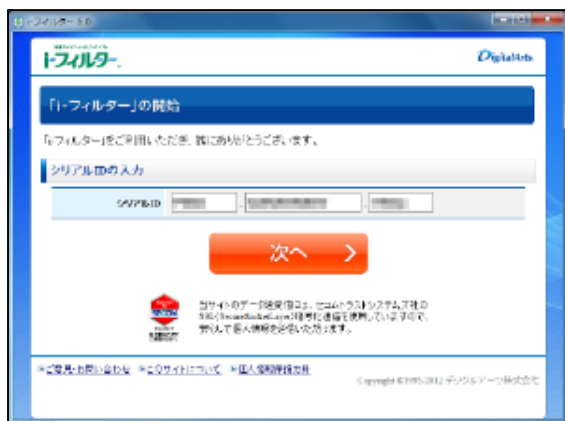 i-フィルター 6.0
i-フィルター.
DigitalArts.
「i-フィルター」の開始
「i-フィルター」をご利用いただき、誠にありがとうございます。
シリアルIDの入力
シリアルID
次へ
当サイトのデータ送受信には、セコムトラストシステムズ社の
SSL(SecureSocketLayer)暗号化通信を使用していますので、
安心して個人情報を送信いただけます。
ご意見・お問い合わせ このサイトについて 個人情報保護方針
Copyright ©1995-2012 デジタルアーツ株式会社